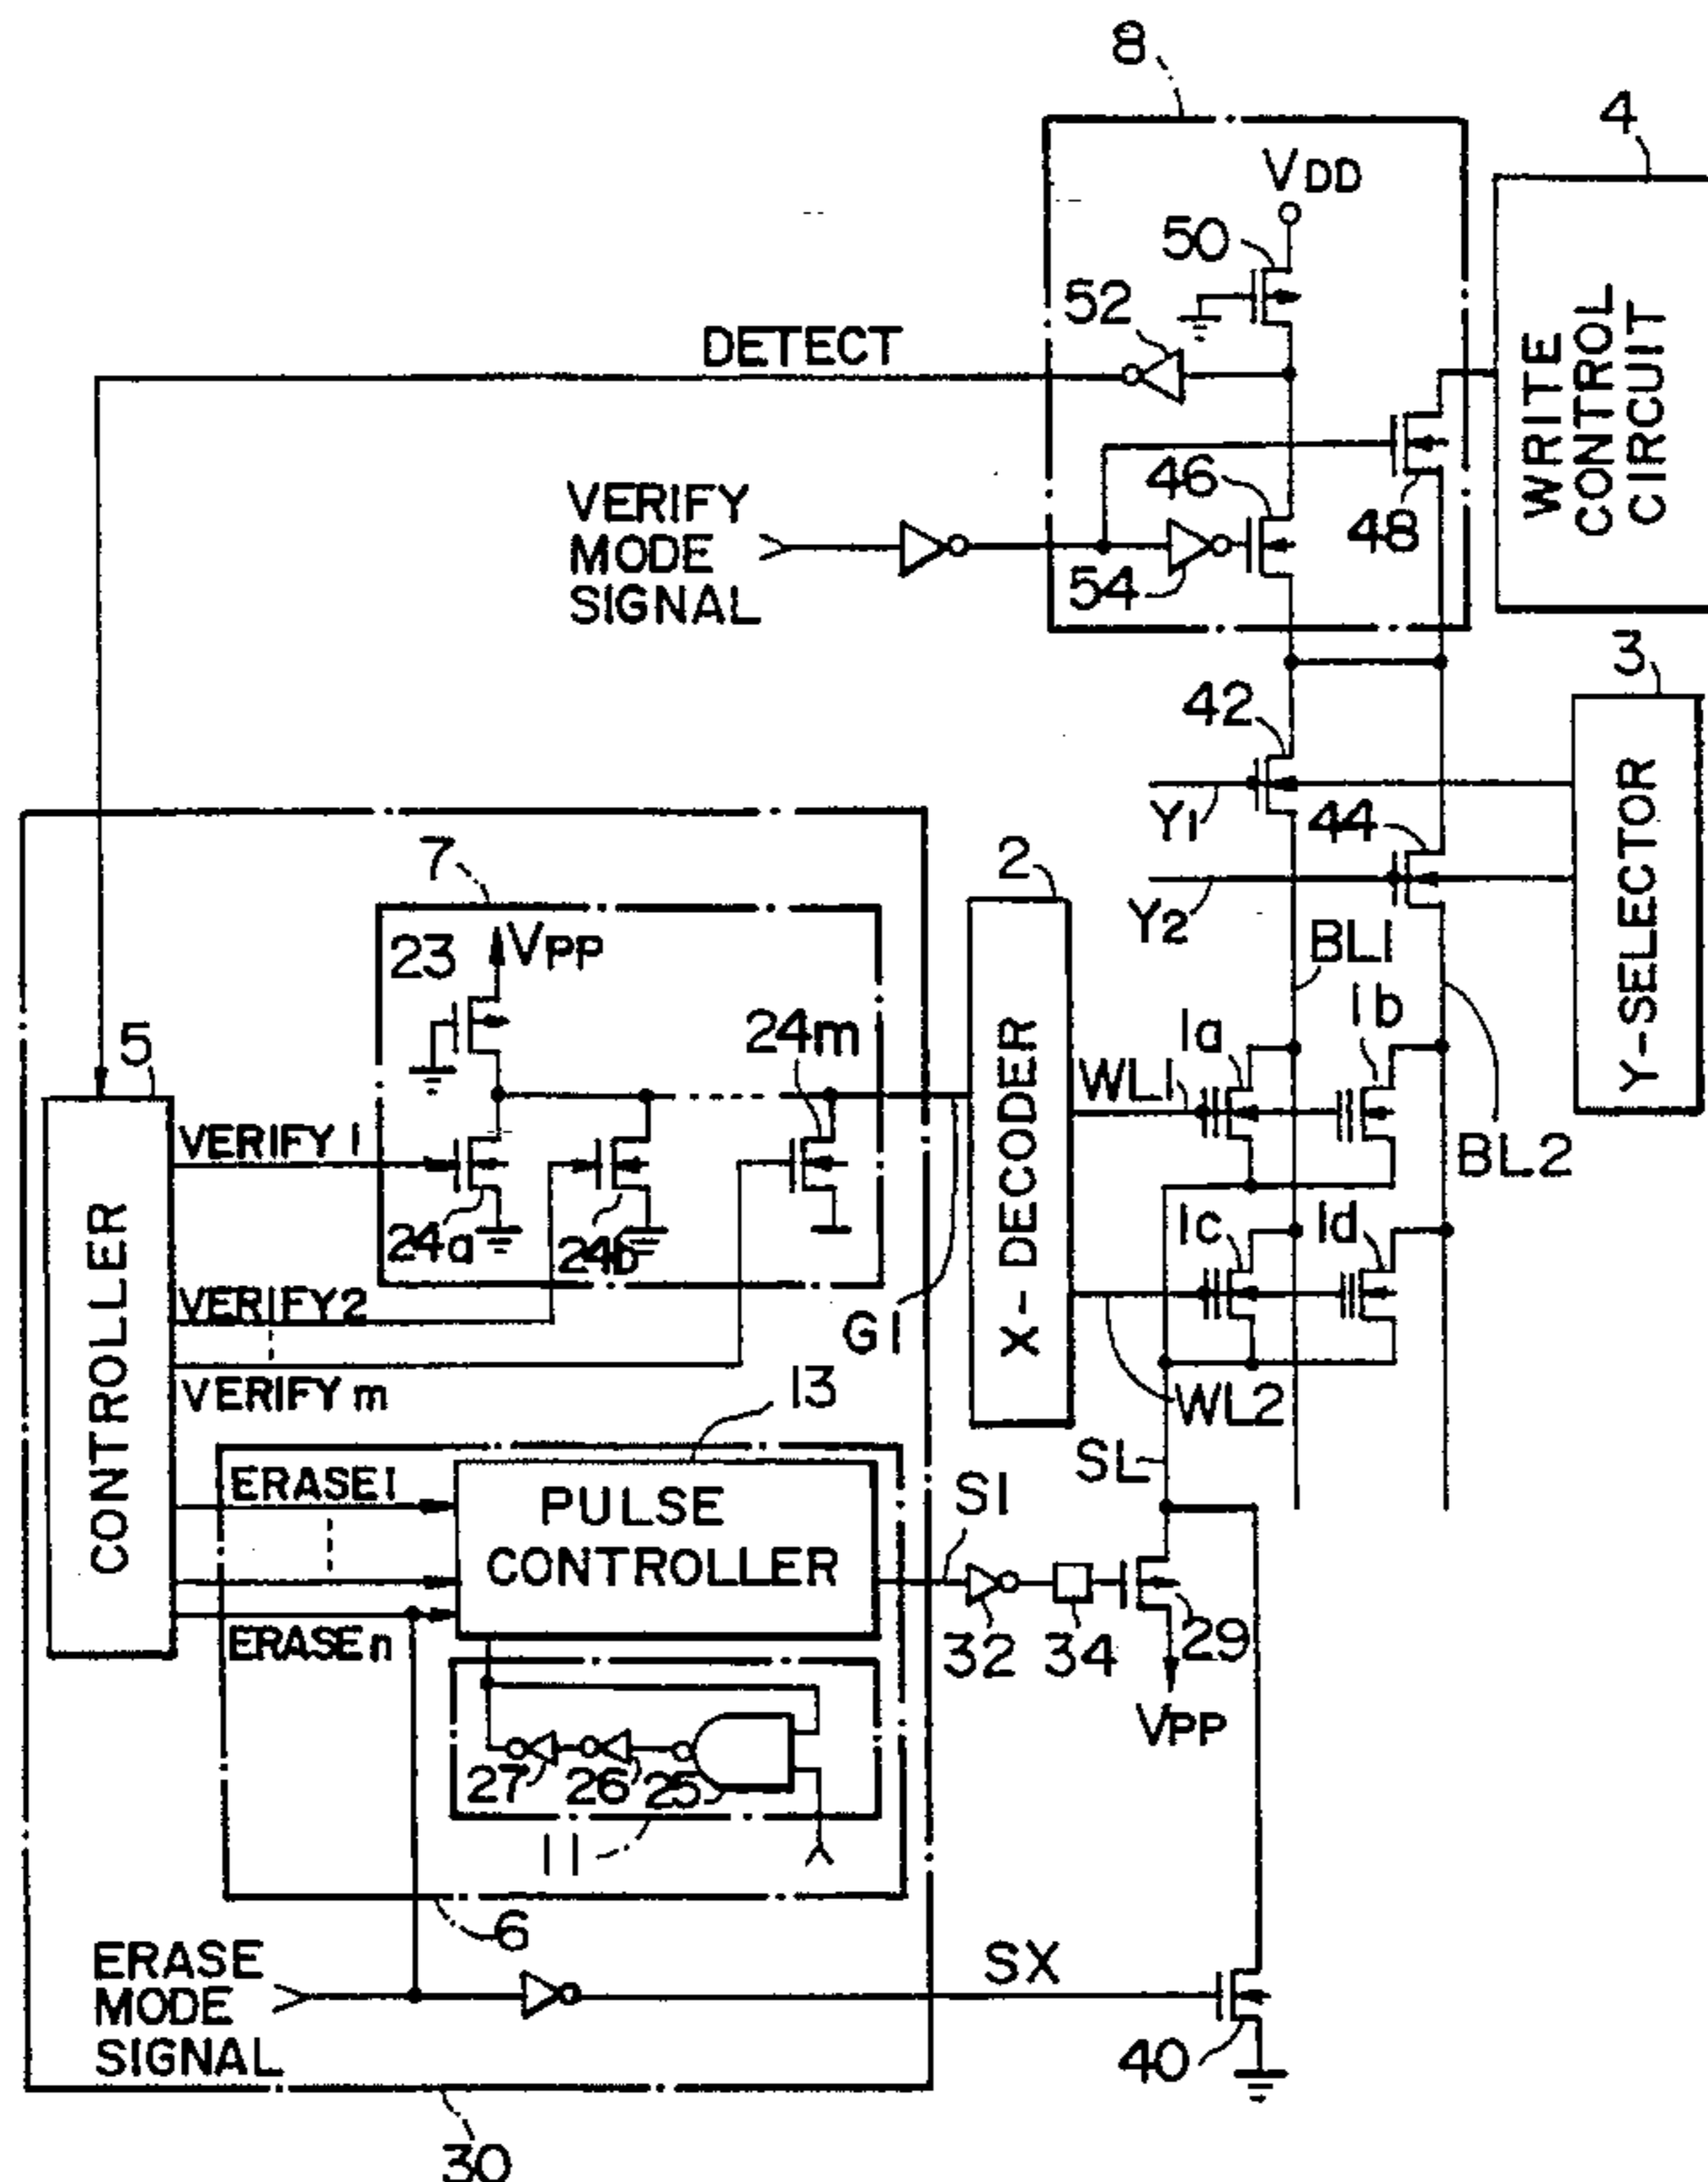 8
4
VDD
50
52
DETECT
WRITE
CONTROL
CIRCUIT
46
VERIFY
MODE
SIGNAL
48
54
3
42
Y-SELECTOR
Y1
44
7
2
Y2
BL1
23
VPP
24m
5
1a
1b
WL1
X-DECODER
VERIFY 1
BL2
24a
24b
1c
1d
CONTROLLER
VERIFY2
G1
VERIFY m
13
WL2
SL
ERASE1
PULSE
CONTROLLER
S1
ERASEn
32
34
29
VPP
27
26
25
11
6
ERASE
MODE
SIGNAL
SX
40
30